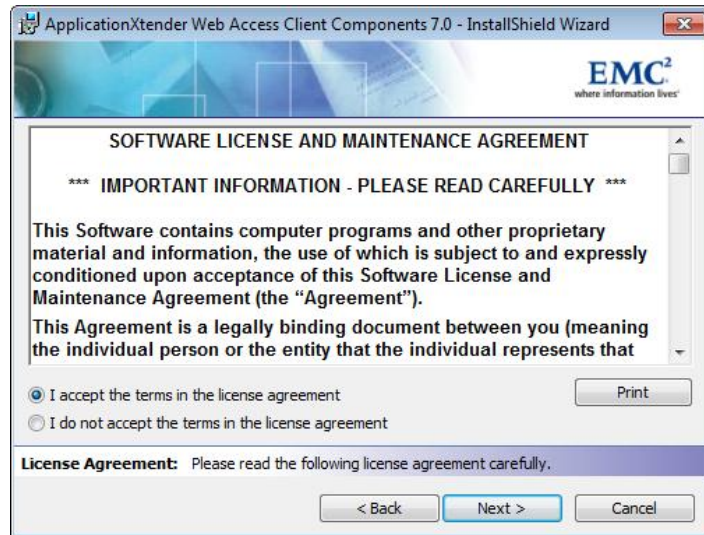 ApplicationXtender Web Access Client Components 7.0 - InstallShield Wizard
EMC²
where information lives®
SOFTWARE LICENSE AND MAINTENANCE AGREEMENT
*** IMPORTANT INFORMATION - PLEASE READ CAREFULLY ***
This Software contains computer programs and other proprietary
material and information, the use of which is subject to and expressly
conditioned upon acceptance of this Software License and
Maintenance Agreement (the “Agreement”).
This Agreement is a legally binding document between you (meaning
the individual person or the entity that the individual represents that
I accept the terms in the license agreement
Print
I do not accept the terms in the license agreement
License Agreement: Please read the following license agreement carefully.
< Back
Next >
Cancel